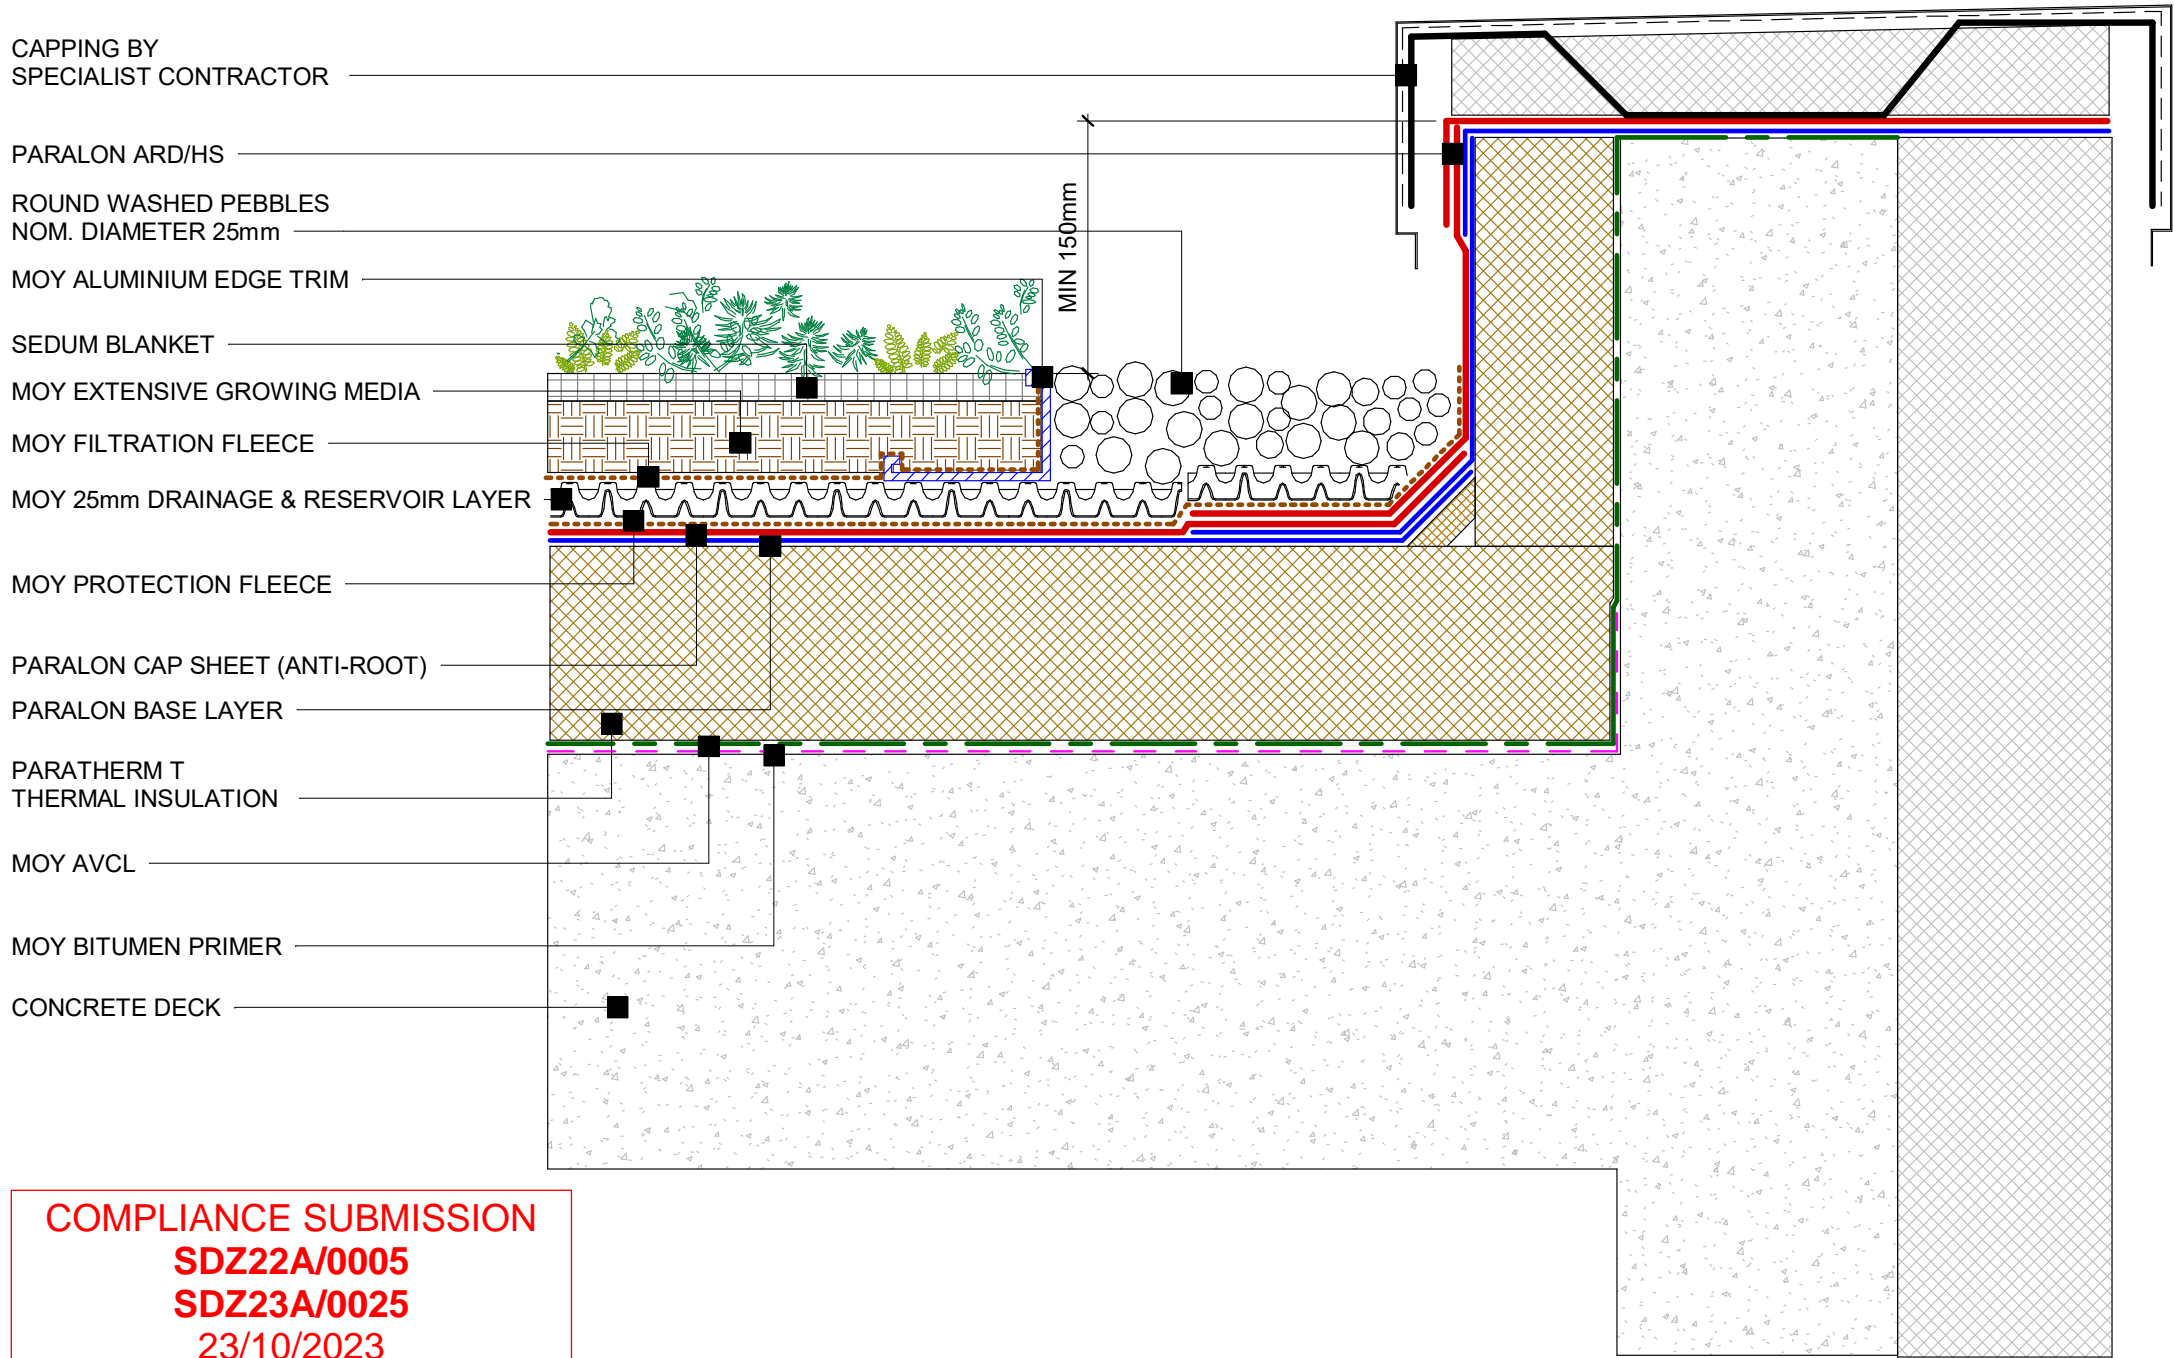 CAPPING BY
SPECIALIST CONTRACTOR
PARALON ARD/HS
ROUND WASHED PEBBLES
NOM. DIAMETER 25mm
MOY ALUMINIUM EDGE TRIM
SEDUM BLANKET
MOY EXTENSIVE GROWING MEDIA
MOY FILTRATION FLEECE
MOY 25mm DRAINAGE & RESERVOIR LAYER
MOY PROTECTION FLEECE
PARALON CAP SHEET (ANTI-ROOT)
PARALON BASE LAYER
PARATHERM T
THERMAL INSULATION
MOY AVCL
MOY BITUMEN PRIMER
CONCRETE DECK
MIN 150mm
COMPLIANCE SUBMISSION
SDZ22A/0005
SDZ23A/0025
23/10/2023